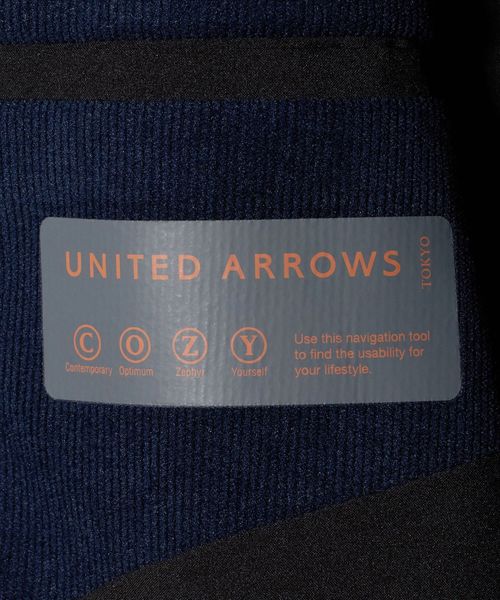 UNITED ARROWS
TOKYO
C O Z Y
Contemporary Optimum Zephyr Yourself
Use this navigation tool
to find the usability for
your lifestyle.